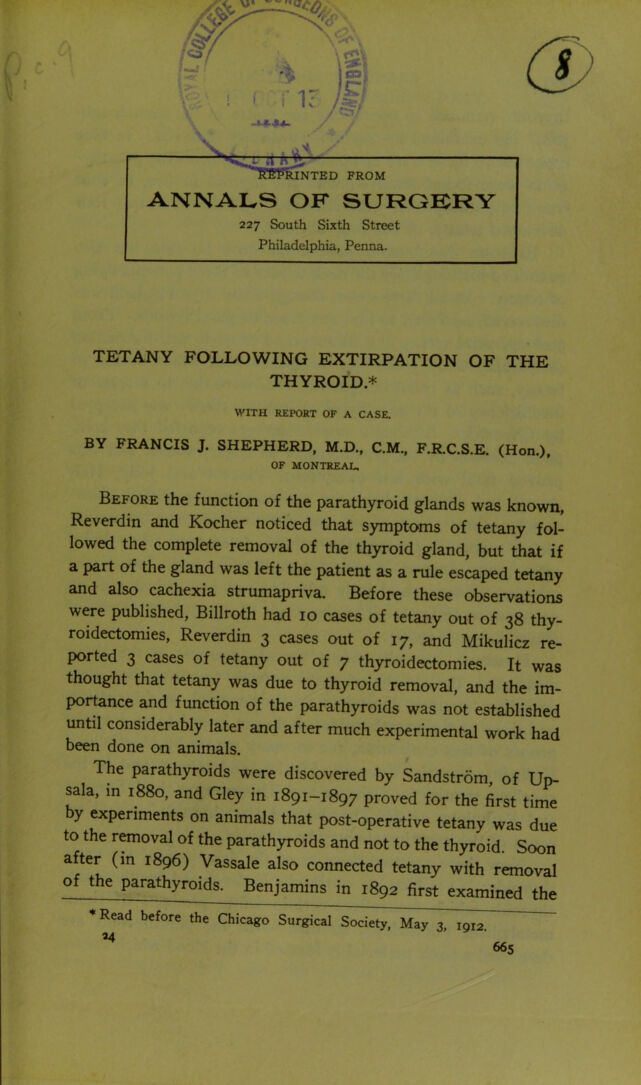 ROYAL COLLEGE OF SURGEONS OF ENGLAND
OCT 13
LIBRARY
8
REPRINTED FROM
ANNALS OF SURGERY
227 South Sixth Street
Philadelphia, Penna.
TETANY FOLLOWING EXTIRPATION OF THE
THYROID.*
WITH REPORT OF A CASE.
BY FRANCIS J. SHEPHERD, M.D., C.M., F.R.C.S.E. (Hon.),
OF MONTREAL.
BEFORE the function of the parathyroid glands was known,
Reverdin and Kocher noticed that symptoms of tetany fol-
lowed the complete removal of the thyroid gland, but that if
a part of the gland was left the patient as a rule escaped tetany
and also cachexia strumapriva. Before these observations
were published, Billroth had 10 cases of tetany out of 38 thy-
roidectomies, Reverdin 3 cases out of 17, and Mikulicz re-
ported 3 cases of tetany out of 7 thyroidectomies. It was
thought that tetany was due to thyroid removal, and the im-
portance and function of the parathyroids was not established
until considerably later and after much experimental work had
been done on animals.
The parathyroids were discovered by Sandström, of Up-
sala, in 1880, and Gley in 1891-1897 proved for the first time
by experiments on animals that post-operative tetany was due
to the removal of the parathyroids and not to the thyroid. Soon
after (in 1896) Vassale also connected tetany with removal
of the parathyroids. Benjamins in 1892 first examined the
*Read before the Chicago Surgical Society, May 3, 1912.
24
665